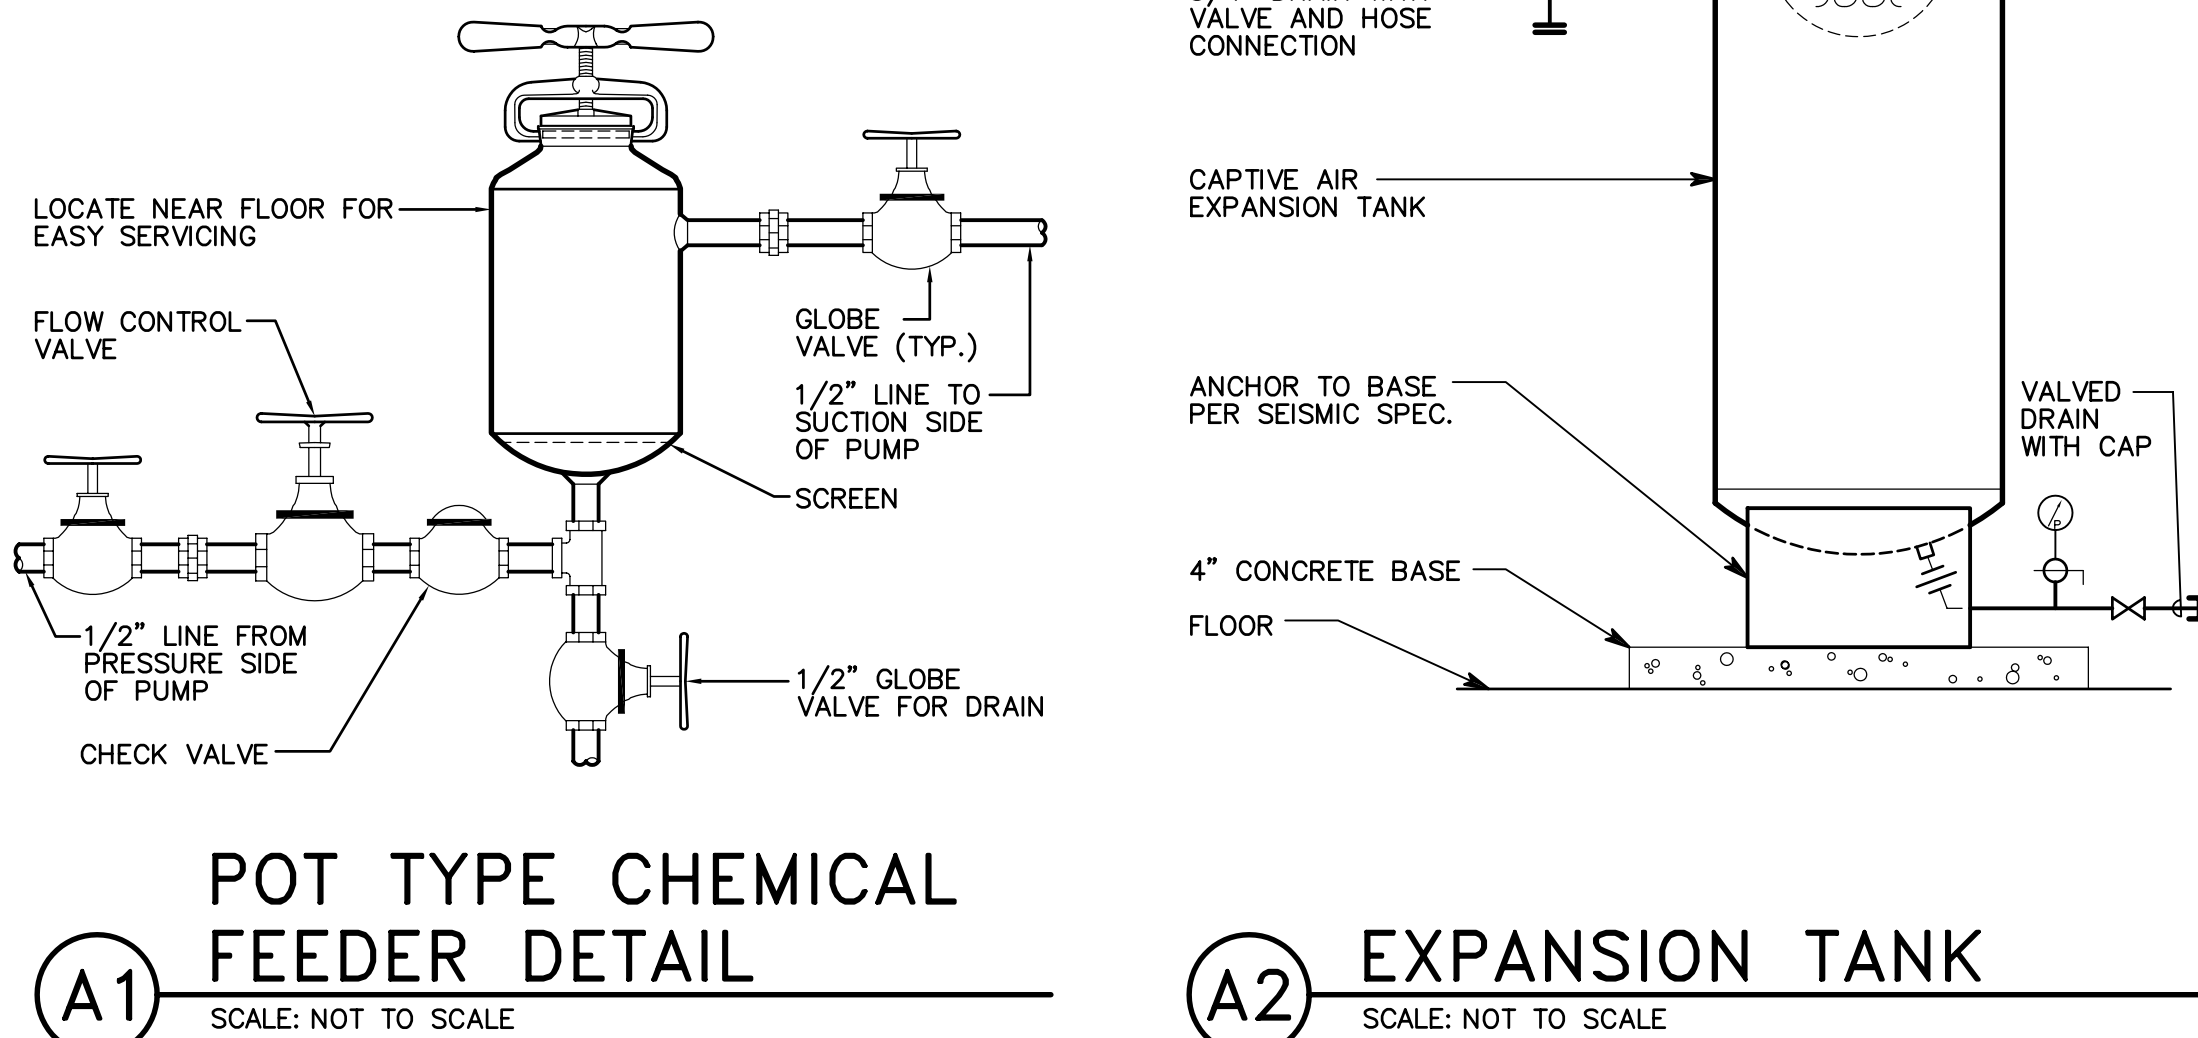 LOCATE NEAR FLOOR FOR
EASY SERVICING
FLOW CONTROL
VALVE
GLOBE
VALVE (TYP.)
1/2" LINE TO
SUCTION SIDE
OF PUMP
SCREEN
1/2" LINE FROM
PRESSURE SIDE
OF PUMP
1/2" GLOBE
VALVE FOR DRAIN
CHECK VALVE
POT TYPE CHEMICAL
FEEDER DETAIL
A1
SCALE: NOT TO SCALE
VALVE AND HOSE
CONNECTION
CAPTIVE AIR
EXPANSION TANK
ANCHOR TO BASE
PER SEISMIC SPEC.
VALVED
DRAIN
WITH CAP
P
4" CONCRETE BASE
FLOOR
EXPANSION TANK
A2
SCALE: NOT TO SCALE